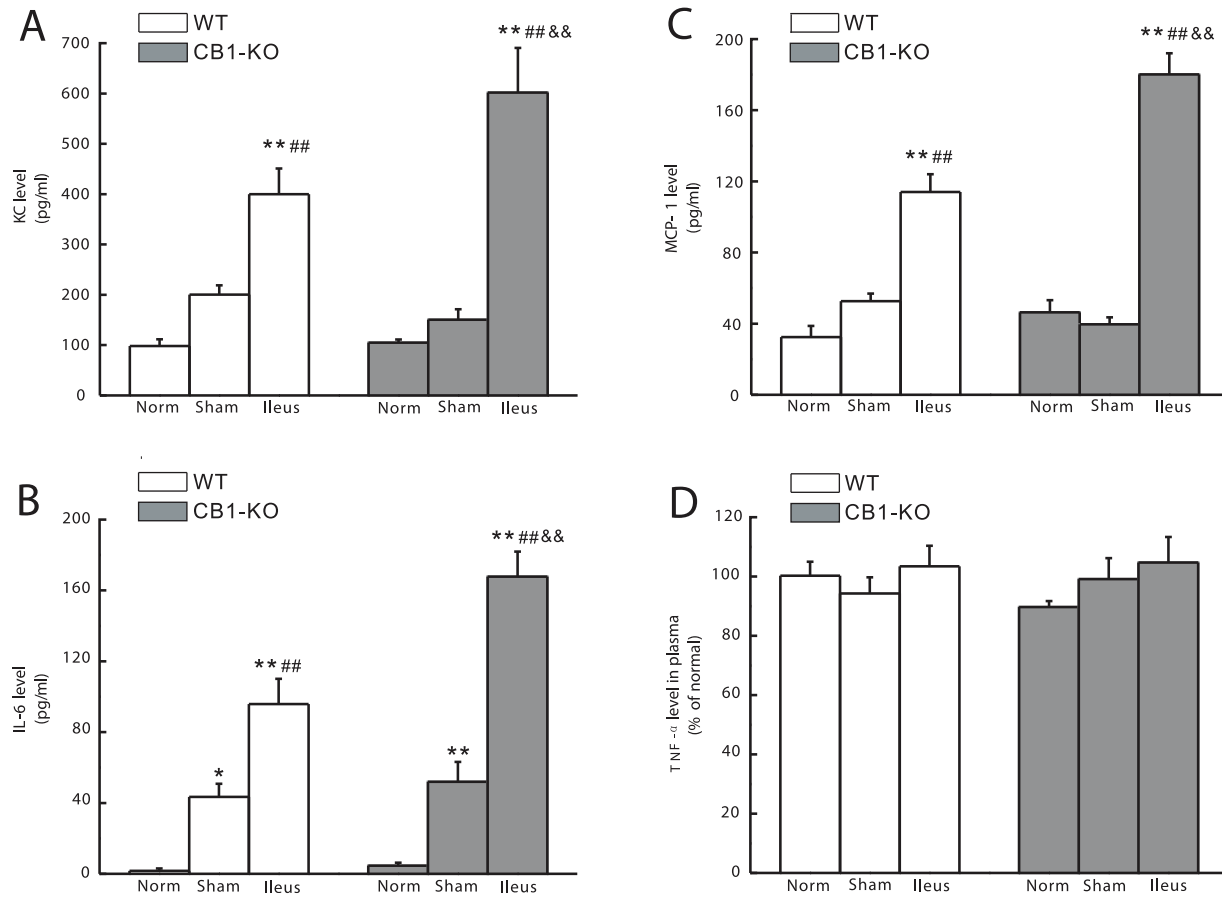 A
WT
CB1-KO
700
600
500
400
300
200
100
0
KC level
(pg/ml)
** ##
** ## &&
Norm Sham Ileus Norm Sham Ileus
C
WT
CB1-KO
200
160
120
80
40
0
MCP- 1 level
(pg/ml)
** ##
** ## &&
Norm Sham Ileus Norm Sham Ileus
B
WT
CB1-KO
200
160
120
80
40
0
IL-6 level
(pg/ml)
*
** ##
**
** ## &&
Norm Sham Ileus Norm Sham Ileus
D
WT
CB1-KO
120
100
80
60
40
20
0
TNF -α level in plasma
(% of normal)
Norm Sham Ileus Norm Sham Ileus